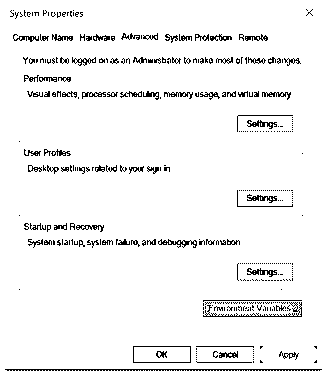 System Properties
Computer Name Hardware Advanced System Protection Remote
You must be logged on as an Administrator to make most of these changes.
Performance
Visual effects, processor scheduling, memory usage, and virtual memory
Settings...
User Profiles
Desktop settings related to your sign in
Settings...
Startup and Recovery
System startup, system failure, and debugging information
Settings...
Environment Variables
OK Cancel Apply